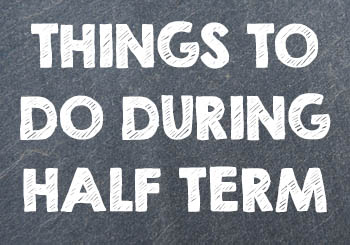 THINGS TO
DO DURING
HALF TERM